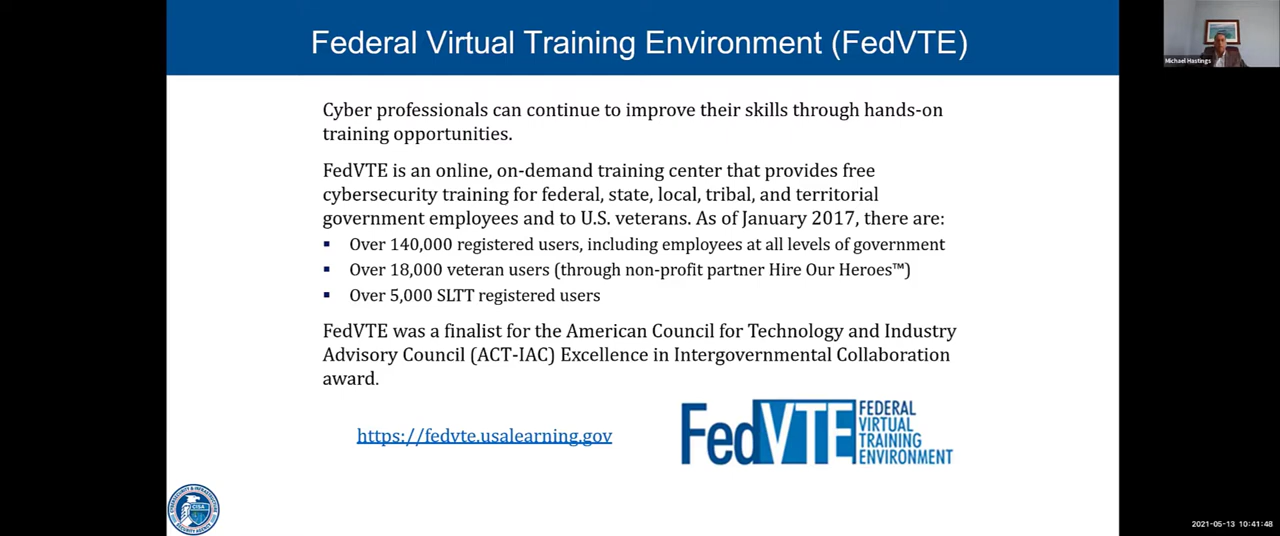 Federal Virtual Training Environment (FedVTE)
Michael Hastings
Cyber professionals can continue to improve their skills through hands-on
training opportunities.
FedVTE is an online, on-demand training center that provides free
cybersecurity training for federal, state, local, tribal, and territorial
government employees and to U.S. veterans. As of January 2017, there are:
▪ Over 140,000 registered users, including employees at all levels of government
▪ Over 18,000 veteran users (through non-profit partner Hire Our Heroes™)
▪ Over 5,000 SLTT registered users
FedVTE was a finalist for the American Council for Technology and Industry
Advisory Council (ACT-IAC) Excellence in Intergovernmental Collaboration
award.
https://fedvte.usalearning.gov
FedVTE
FEDERAL
VIRTUAL
TRAINING
ENVIRONMENT
CYBERSECURITY & INFRASTRUCTURE
CISA
SECURITY AGENCY
2021-05-13 10:41:48